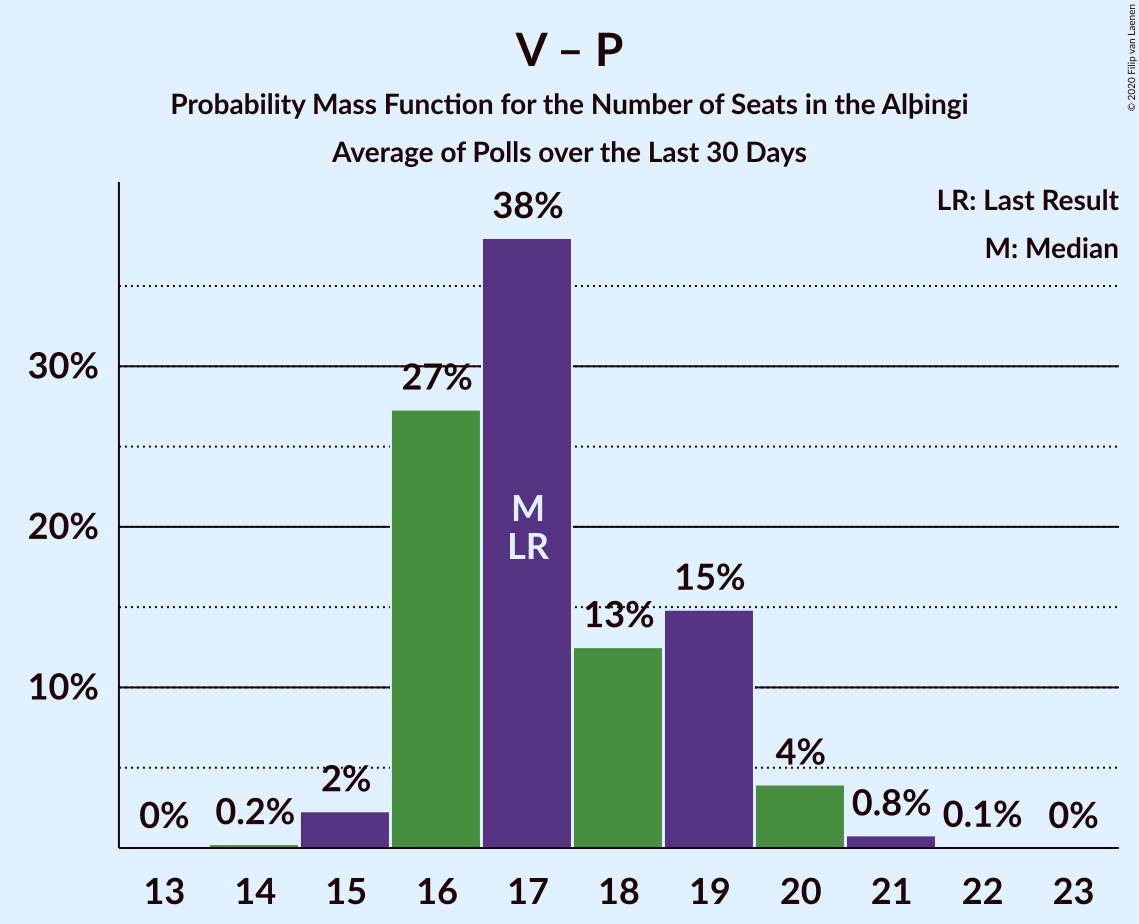 V – P
Probability Mass Function for the Number of Seats in the Alþingi
Average of Polls over the Last 30 Days
© 2020 Filip van Laenen
LR: Last Result
M: Median
38%
30%
27%
M
LR
20%
15%
13%
10%
4%
2%
0%
0.2%
0.8%
0.1%
0%
13 14 15 16 17 18 19 20 21 22 23